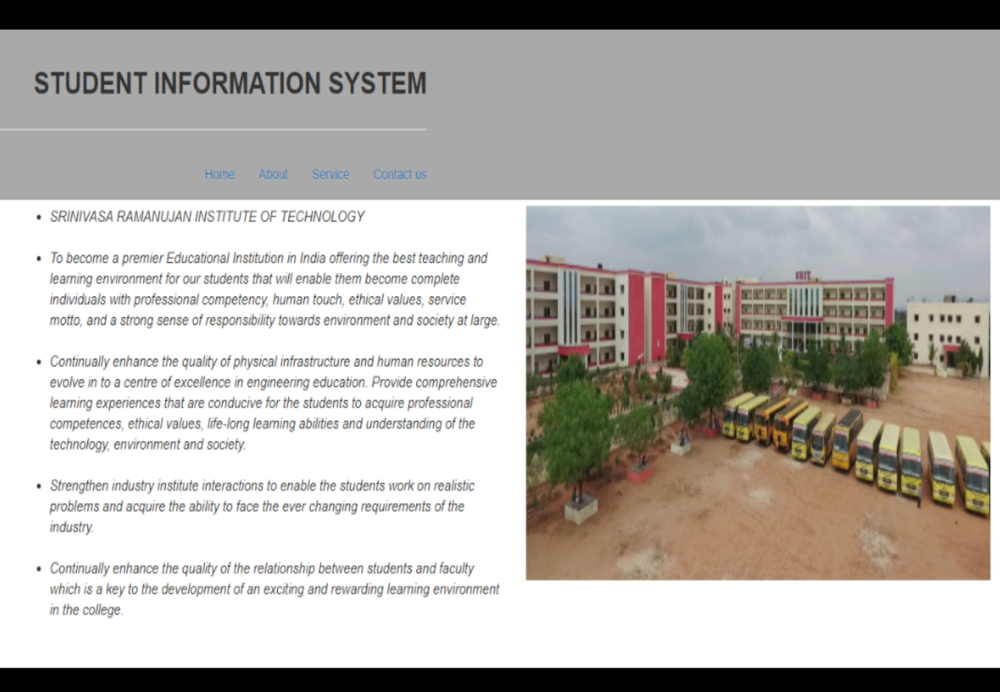 STUDENT INFORMATION SYSTEM
Home About Service Contact us
• SRINIVASA RAMANUJAN INSTITUTE OF TECHNOLOGY
• To become a premier Educational Institution in India offering the best teaching and
learning environment for our students that will enable them become complete
individuals with professional competency, human touch, ethical values, service
motto, and a strong sense of responsibility towards environment and society at large.
• Continually enhance the quality of physical infrastructure and human resources to
evolve in to a centre of excellence in engineering education. Provide comprehensive
learning experiences that are conducive for the students to acquire professional
competences, ethical values, life-long learning abilities and understanding of the
technology, environment and society.
• Strengthen industry institute interactions to enable the students work on realistic
problems and acquire the ability to face the ever changing requirements of the
industry.
• Continually enhance the quality of the relationship between students and faculty
which is a key to the development of an exciting and rewarding learning environment
in the college.
SRIT